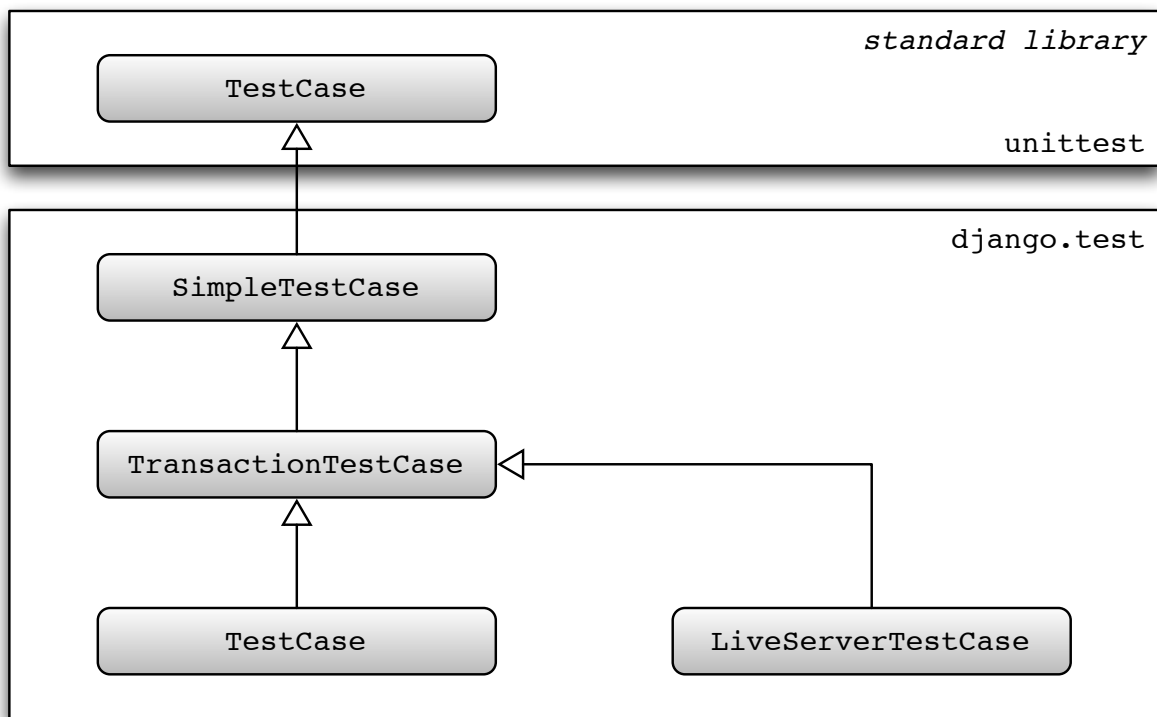 standard library
TestCase
unittest
django.test
SimpleTestCase
TransactionTestCase
TestCase
LiveServerTestCase